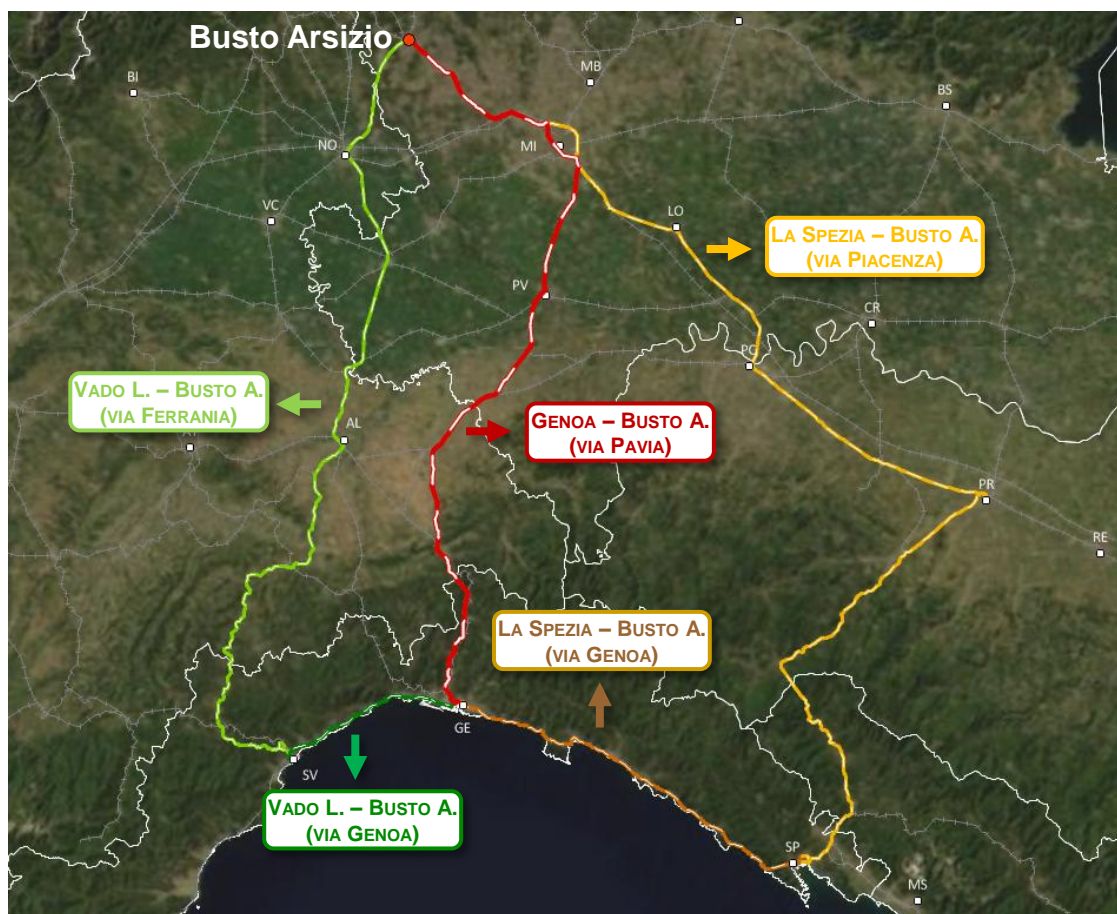 Busto Arsizio
MB
BI
BS
NO
MI
VC
LO
LA SPEZIA – BUSTO A.
(VIA PIACENZA)
PV
CR
PC
VADO L. – BUSTO A.
(VIA FERRANIA)
GENOA – BUSTO A.
(VIA PAVIA)
AL
PR
RE
LA SPEZIA – BUSTO A.
(VIA GENOA)
GE
SV
VADO L. – BUSTO A.
(VIA GENOA)
SP
MS